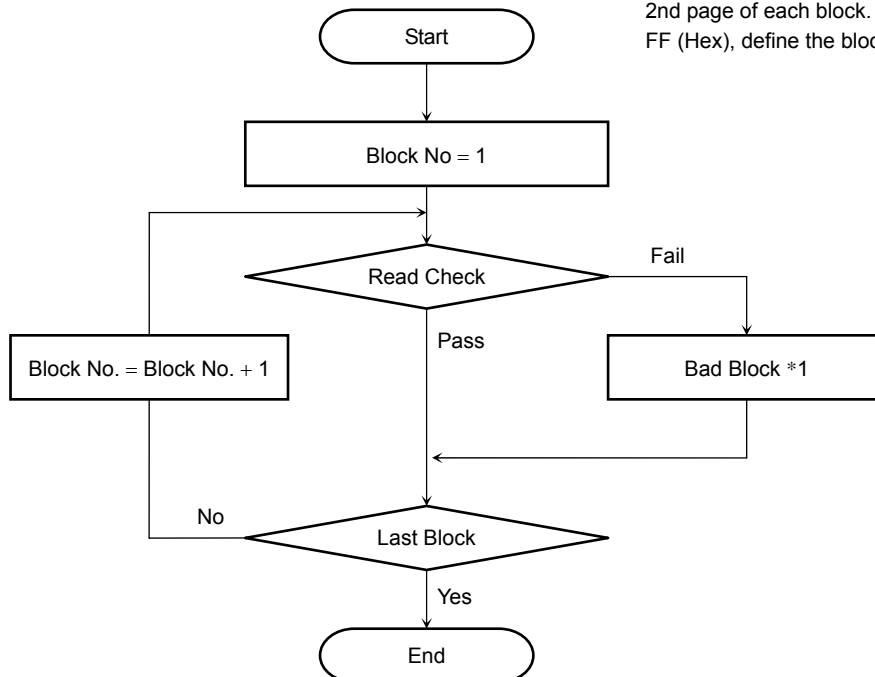 2nd page of each block.
FF (Hex), define the bloc
Start
Block No = 1
Read Check
Fail
Pass
Block No. = Block No. + 1
Bad Block *1
No
Last Block
Yes
End